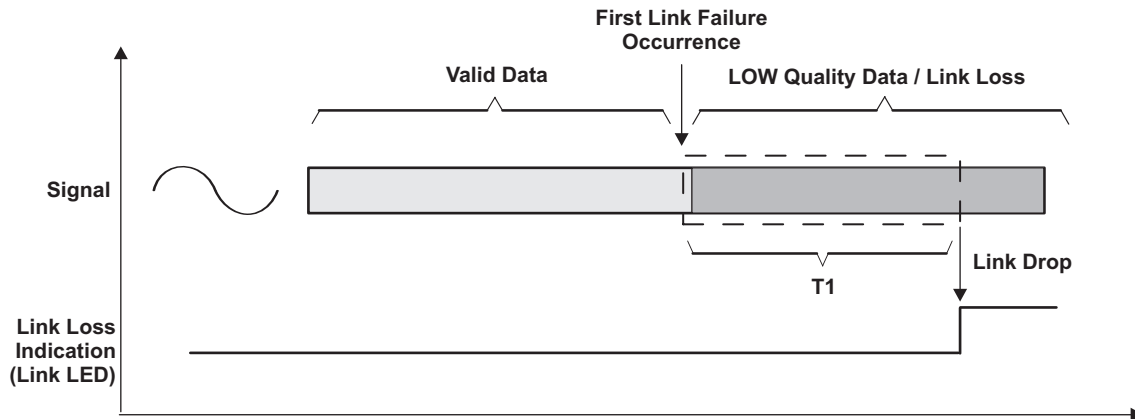 First Link Failure
Occurrence
Valid Data
LOW Quality Data / Link Loss
Signal
T1
Link Drop
Link Loss
Indication
(Link LED)